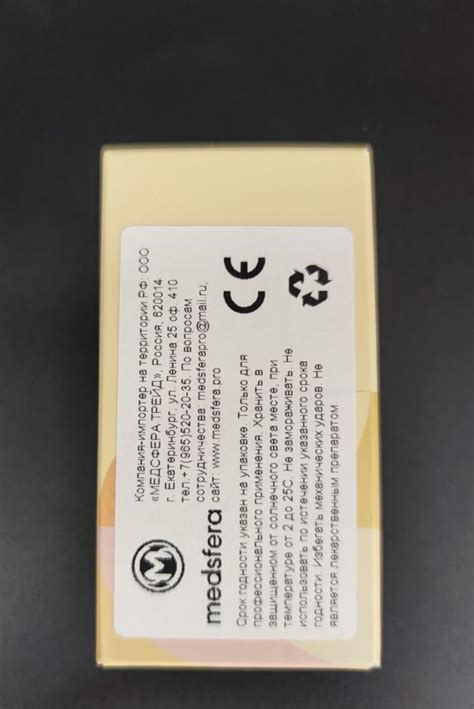 Компания-импортер на территории РФ: ООО
«МЕДСФЕРА ТРЕЙД», Россия, 620014
г. Екатеринбург, ул. Ленина 25 оф. 410
тел.+7(965)520-20-35. По вопросам
сотрудничества: medsferapro@mail.ru,
сайт: www.medsfera.pro
M
medsfera
CE
Срок годности указан на упаковке. Только для
профессионального применения. Хранить в
защищенном от солнечного света месте, при
температуре от 2 до 25С. Не замораживать. Не
использовать по истечении указанного срока
годности. Избегать механических ударов. Не
является лекарственным препаратом.